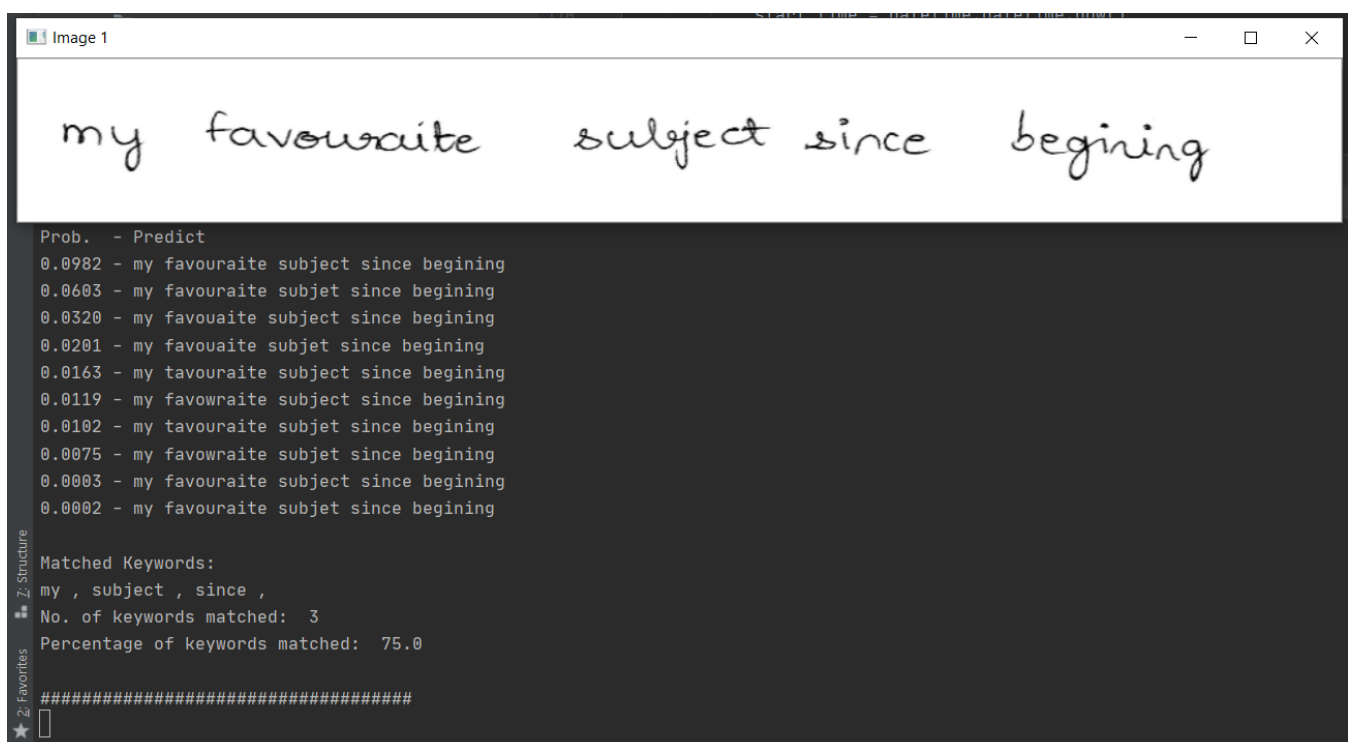 Image 1
my favouraite subject since begining
Prob.  - Predict
0.0982 - my favouraite subject since begining
0.0603 - my favouraite subjet since begining
0.0320 - my favouaite subject since begining
0.0201 - my favouaite subjet since begining
0.0163 - my tavouraite subject since begining
0.0119 - my favowraite subject since begining
0.0102 - my tavouraite subjet since begining
0.0075 - my favowraite subjet since begining
0.0003 - my favouraite subject since begining
0.0002 - my favouraite subjet since begining
Matched Keywords:
my , subject , since ,
No. of keywords matched:  3
Percentage of keywords matched:  75.0
####################################
Z: Structure
2: Favorites